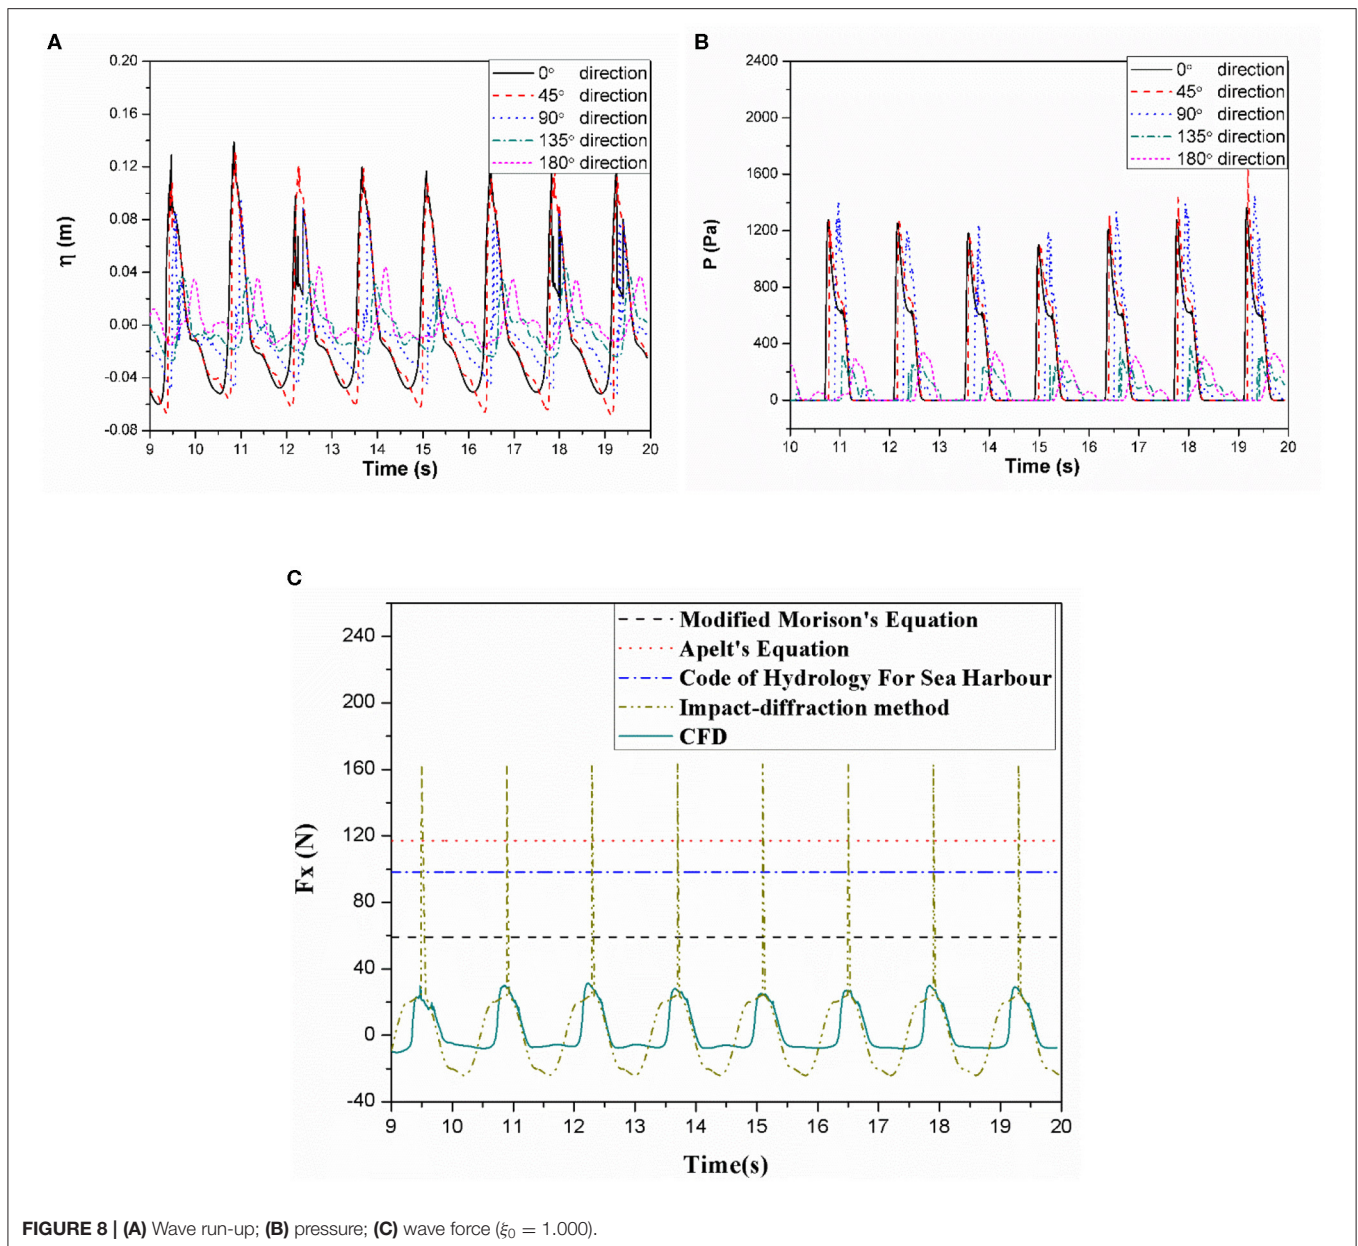 A
0.20
0.16
0.12
0.08
0.04
0.00
-0.04
-0.08
η (m)
0° direction
45° direction
90° direction
135° direction
180° direction
9 10 11 12 13 14 15 16 17 18 19 20
Time (s)
B
2400
2000
1600
1200
800
400
0
P (Pa)
0° direction
45° direction
90° direction
135° direction
180° direction
10 11 12 13 14 15 16 17 18 19 20
Time (s)
C
240
200
160
120
80
40
0
-40
Fx (N)
Modified Morison's Equation
Apelt's Equation
Code of Hydrology For Sea Harbour
Impact-diffraction method
CFD
9 10 11 12 13 14 15 16 17 18 19 20
Time(s)
FIGURE 8 | (A) Wave run-up; (B) pressure; (C) wave force (ξ₀ = 1.000).